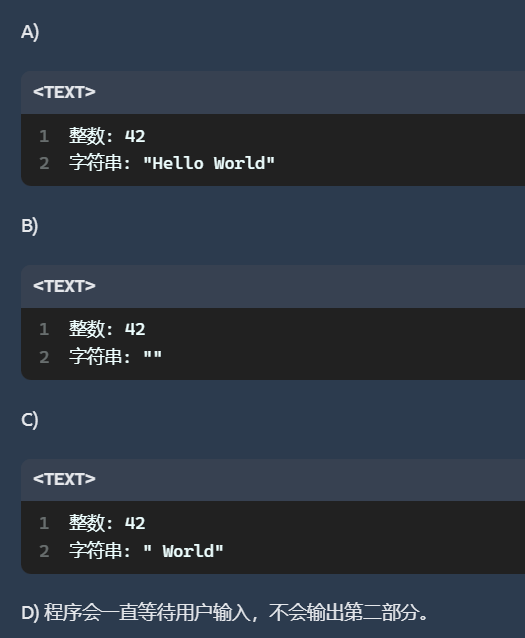 A)
<TEXT>
1 整数: 42
2 字符串: "Hello World"
B)
<TEXT>
1 整数: 42
2 字符串: ""
C)
<TEXT>
1 整数: 42
2 字符串: " World"
D) 程序会一直等待用户输入，不会输出第二部分。